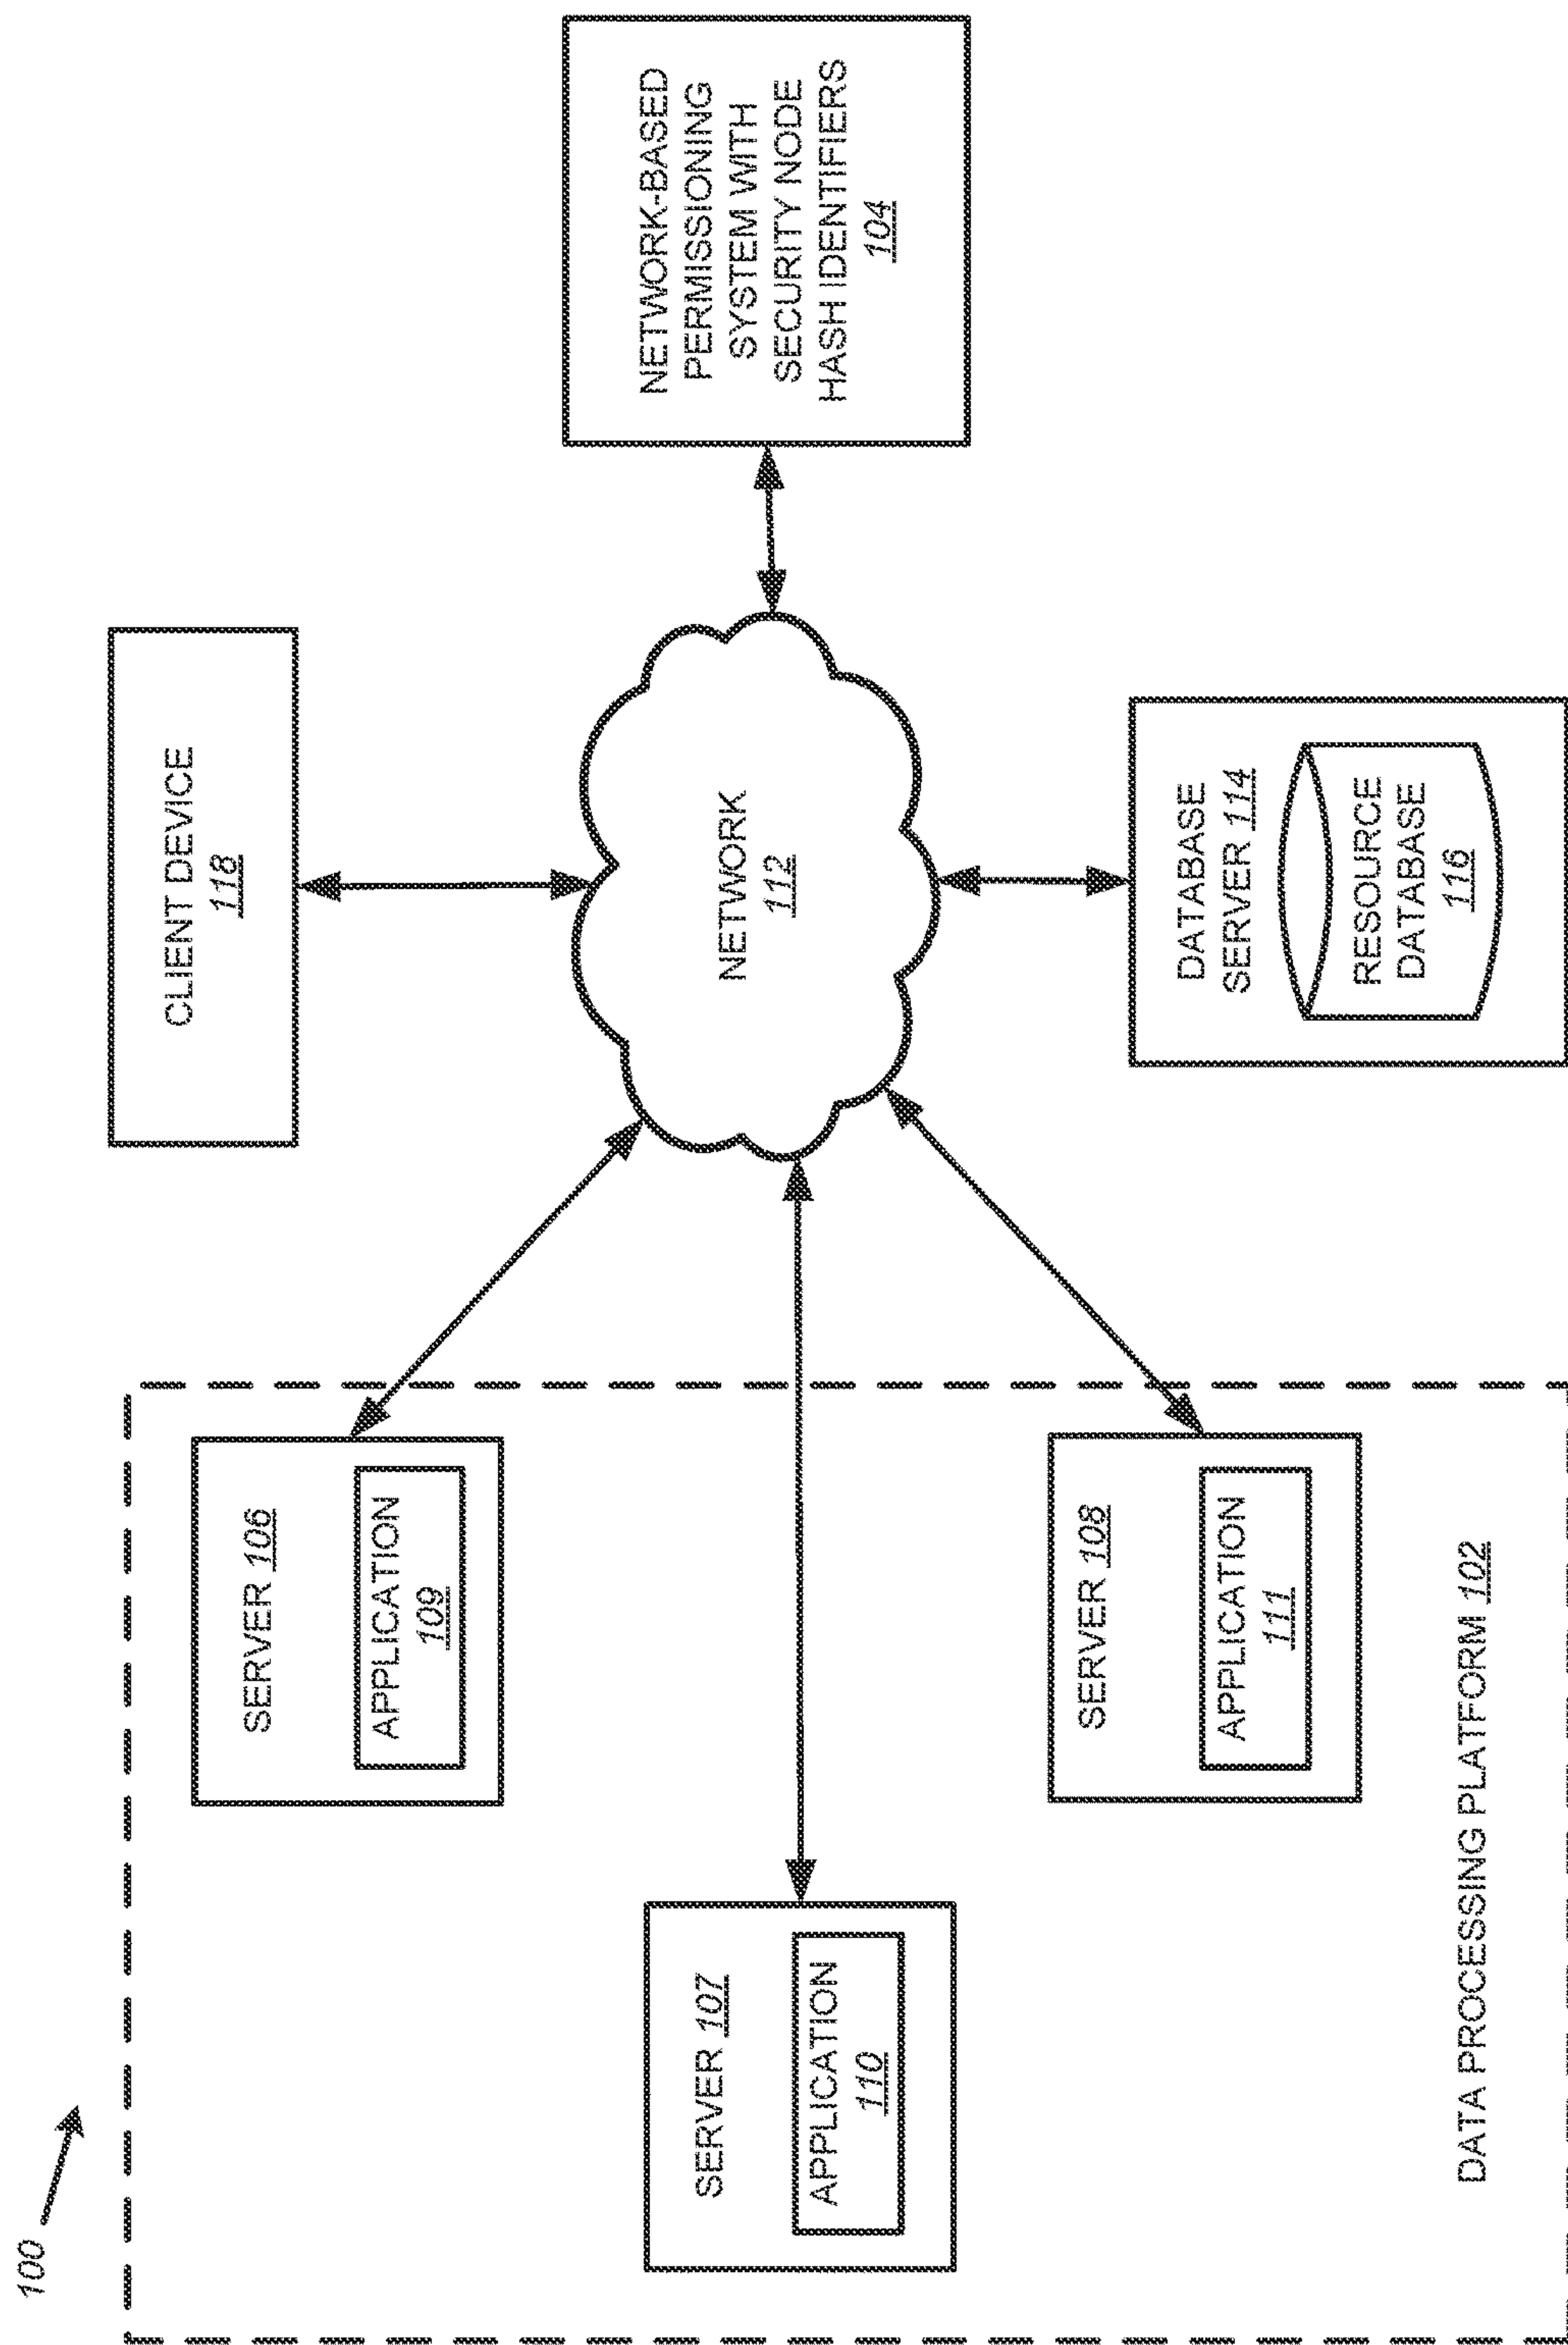 100
CLIENT DEVICE
118
SERVER 106
APPLICATION
109
SERVER 107
APPLICATION
110
SERVER 108
APPLICATION
111
DATA PROCESSING PLATFORM 102
NETWORK
112
NETWORK-BASED
PERMISSIONING
SYSTEM WITH
SECURITY NODE
HASH IDENTIFIERS
104
DATABASE
SERVER 114
RESOURCE
DATABASE
116